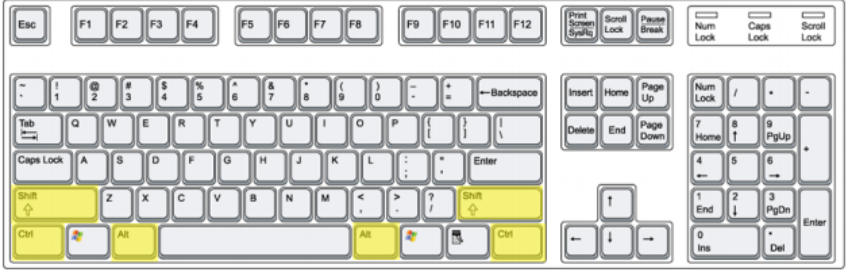 Esc F1 F2 F3 F4 F5 F6 F7 F8 F9 F10 F11 F12 Print Screen SysRq Scroll Lock Pause Break Num Lock Caps Lock Scroll Lock
~ ` ! 1 @ 2 # 3 $ 4 % 5 ^ 6 & 7 * 8 ( 9 ) 0 - + = ←Backspace Insert Home Page Up Num Lock / * -
Tab Q W E R T Y U I O P { [ } ] | \ Delete End Page Down 7 Home 8 ↑ 9 PgUp +
Caps Lock A S D F G H J K L : ; " ' Enter 4 ← 5 6 →
Shift Z X C V B N M < , > . ? / Shift ↑ 1 End 2 ↓ 3 PgDn Enter
Ctrl Alt Alt Ctrl ← ↓ → 0 Ins . Del